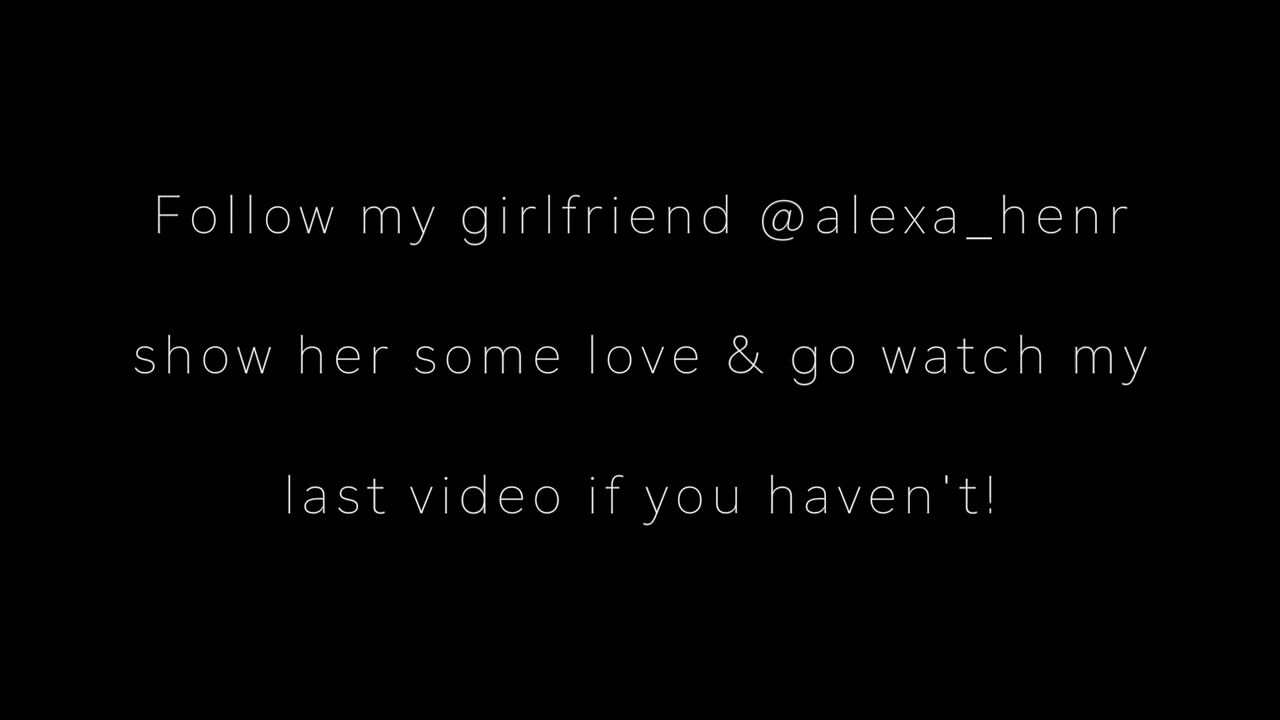 Follow my girlfriend @alexa_henr
show her some love & go watch my
last video if you haven't!